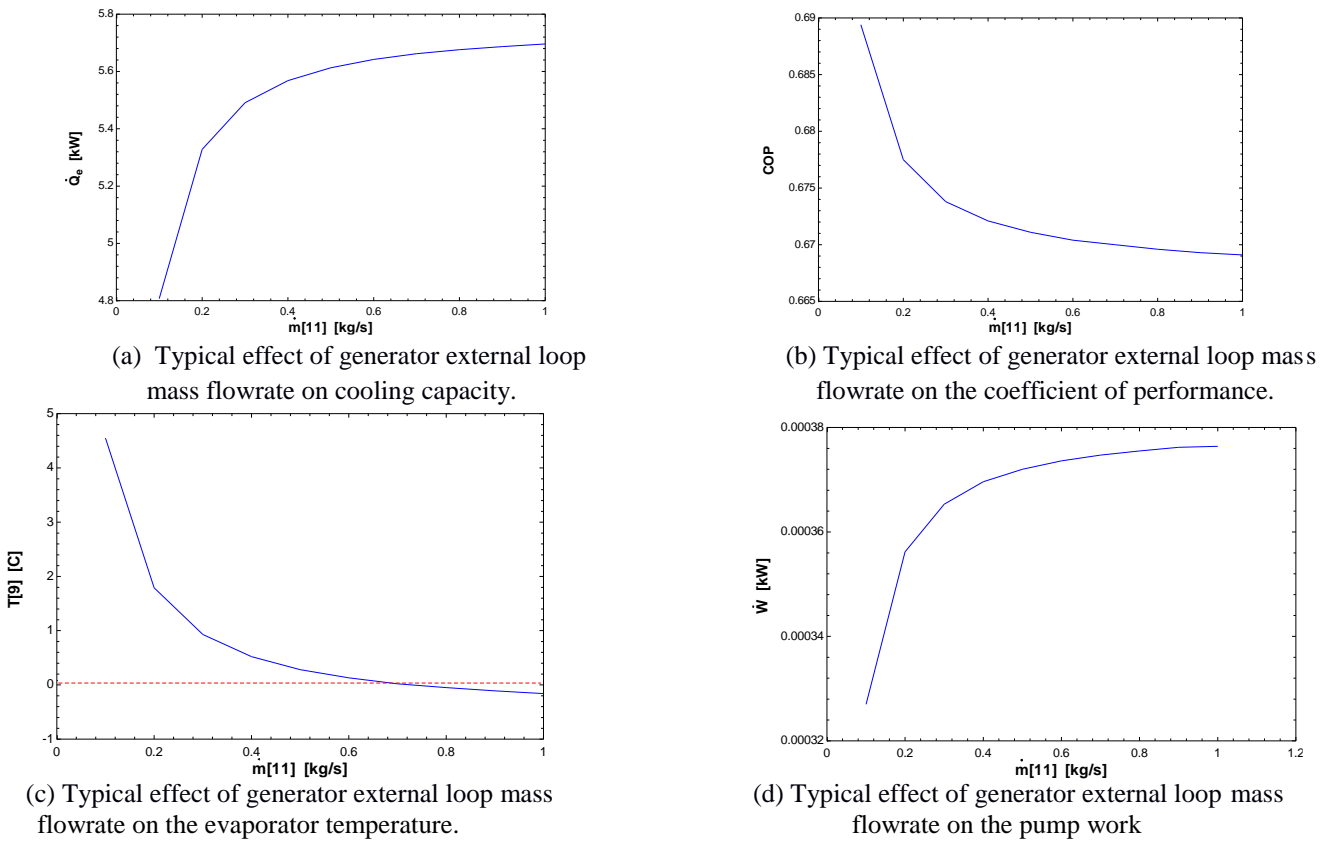 5.8
5.6
5.4
5.2
5
4.8
Q̇e [kW]
0 0.2 0.4 0.6 0.8 1
ṁ[11] [kg/s]
(a) Typical effect of generator external loop
mass flowrate on cooling capacity.
0.69
0.685
0.68
0.675
0.67
0.665
COP
0 0.2 0.4 0.6 0.8 1
ṁ[11] [kg/s]
(b) Typical effect of generator external loop mass
flowrate on the coefficient of performance.
5
4
3
2
1
0
-1
T[9] [C]
0 0.2 0.4 0.6 0.8 1
ṁ[11] [kg/s]
(c) Typical effect of generator external loop mass
flowrate on the evaporator temperature.
0.00038
0.00036
0.00034
0.00032
Ẇ [kW]
0 0.2 0.4 0.6 0.8 1 1.2
ṁ[11] [kg/s]
(d) Typical effect of generator external loop mass
flowrate on the pump work